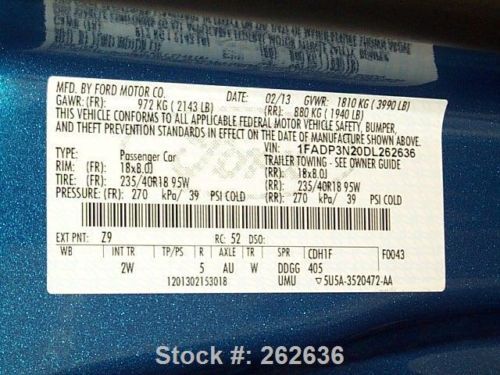 MFD. BY FORD MOTOR CO. DATE: 02/13 GVWR: 1810 KG (3990 LB)
GAWR: (FR): 972 KG (2143 LB) (RR): 880 KG (1940 LB)
THIS VEHICLE CONFORMS TO ALL APPLICABLE FEDERAL MOTOR VEHICLE SAFETY, BUMPER,
AND THEFT PREVENTION STANDARDS IN EFFECT ON THE DATE OF MANUFACTURE SHOWN ABOVE.
VIN: 1FADP3N20DL262636
TYPE: Passenger Car TRAILER TOWING - SEE OWNER GUIDE
RIM: (FR): 18x8.0J (RR): 18x8.0J
TIRE: (FR): 235/40R18 95W (RR): 235/40R18 95W
PRESSURE: (FR): 270 kPa/ 39 PSI COLD (RR): 270 kPa/ 39 PSI COLD
EXT PNT: Z9 RC: 52 DSO:
WB INT TR TP/PS R AXLE TR SPR CDH1F F0043
2W 5 AU W DDGG 405
1201302153018 UMU ▽5U5A-3520472-AA
Stock #: 262636